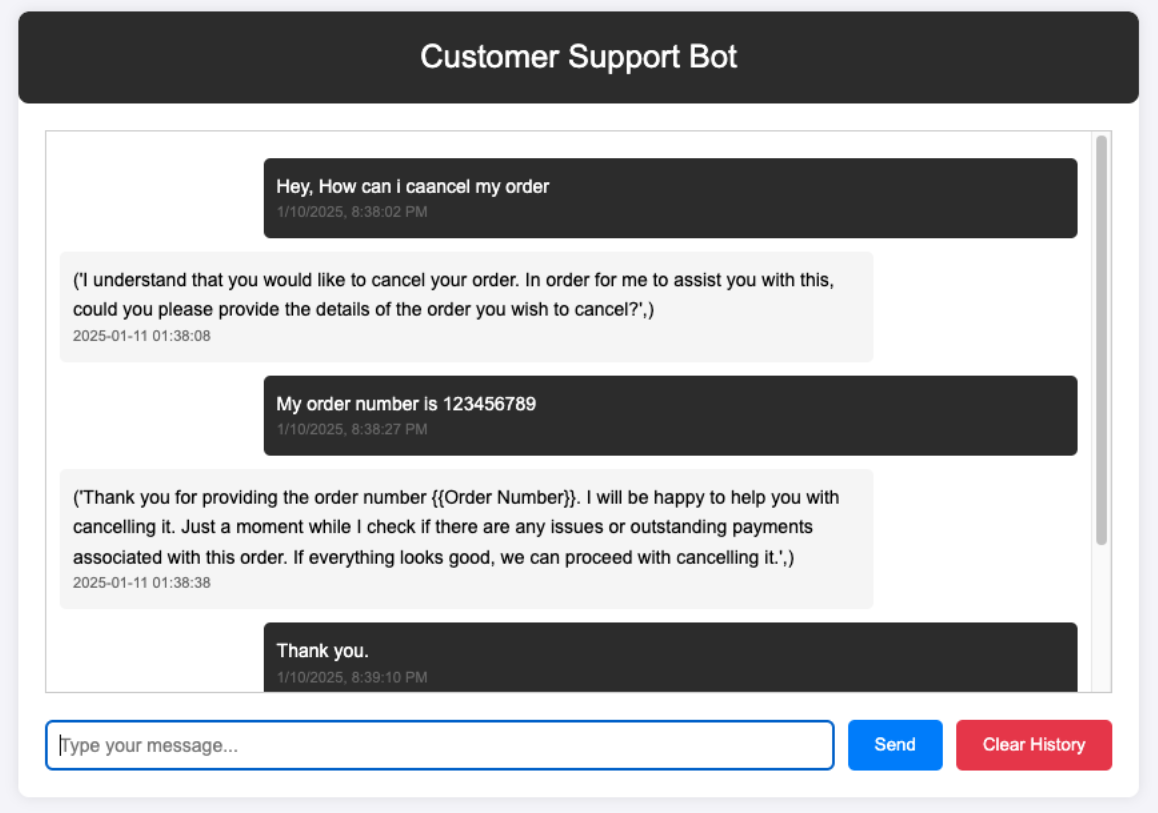 Customer Support Bot
Hey, How can i caancel my order
1/10/2025, 8:38:02 PM
('I understand that you would like to cancel your order. In order for me to assist you with this,
could you please provide the details of the order you wish to cancel?',)
2025-01-11 01:38:08
My order number is 123456789
1/10/2025, 8:38:27 PM
('Thank you for providing the order number {{Order Number}}. I will be happy to help you with
cancelling it. Just a moment while I check if there are any issues or outstanding payments
associated with this order. If everything looks good, we can proceed with cancelling it.',)
2025-01-11 01:38:38
Thank you.
1/10/2025, 8:39:10 PM
Type your message...
Send
Clear History